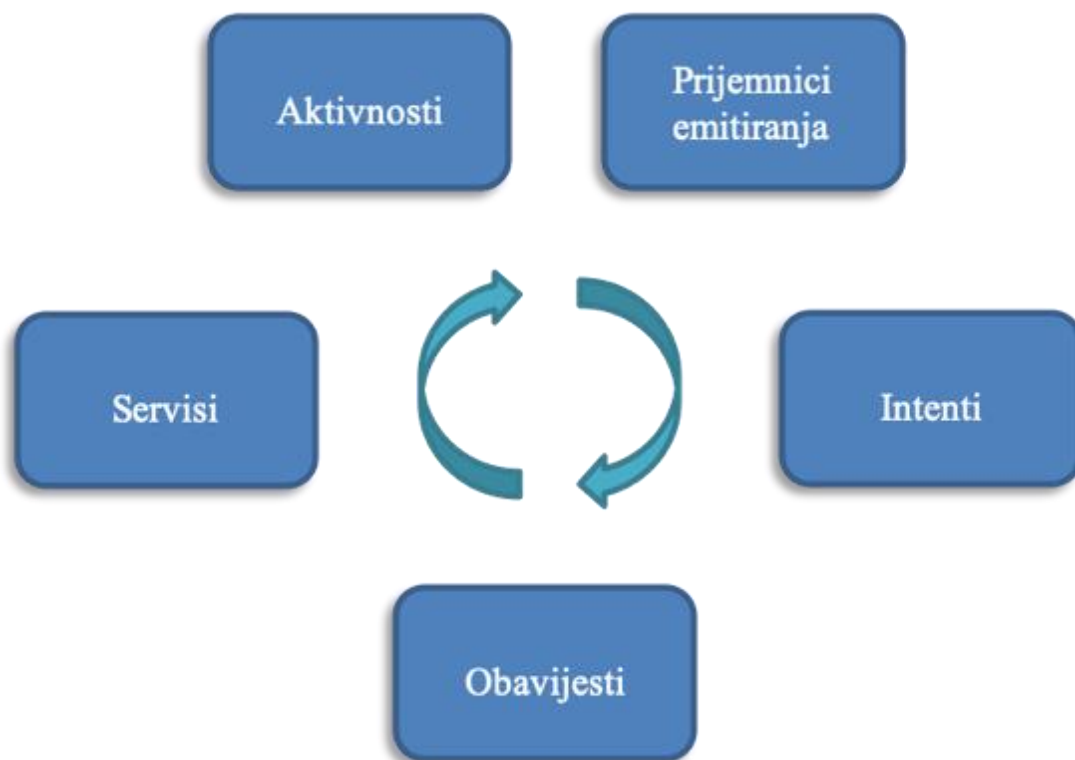 Aktivnosti
Prijemnici
emitiranja
Servisi
Intenti
Obavijesti